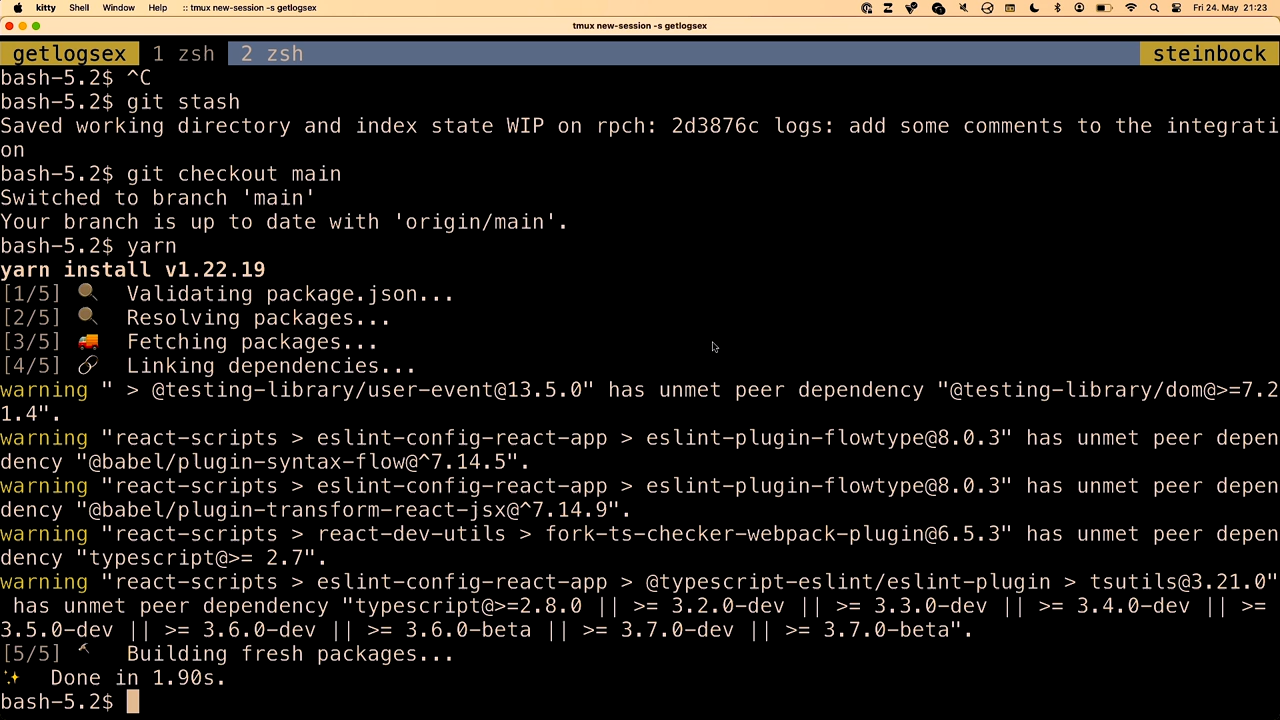 kitty Shell Window Help :: tmux new-session -s getlogsex Fri 24. May 21:23
tmux new-session -s getlogsex
getlogsex 1 zsh 2 zsh steinbock
bash-5.2$ ^C
bash-5.2$ git stash
Saved working directory and index state WIP on rpch: 2d3876c logs: add some comments to the integrati
on
bash-5.2$ git checkout main
Switched to branch 'main'
Your branch is up to date with 'origin/main'.
bash-5.2$ yarn
yarn install v1.22.19
[1/5] 🔍 Validating package.json...
[2/5] 🔍 Resolving packages...
[3/5] 🚚 Fetching packages...
[4/5] 🔗 Linking dependencies...
warning " > @testing-library/user-event@13.5.0" has unmet peer dependency "@testing-library/dom@>=7.2
1.4".
warning "react-scripts > eslint-config-react-app > eslint-plugin-flowtype@8.0.3" has unmet peer depen
dency "@babel/plugin-syntax-flow@^7.14.5".
warning "react-scripts > eslint-config-react-app > eslint-plugin-flowtype@8.0.3" has unmet peer depen
dency "@babel/plugin-transform-react-jsx@^7.14.9".
warning "react-scripts > react-dev-utils > fork-ts-checker-webpack-plugin@6.5.3" has unmet peer depen
dency "typescript@>= 2.7".
warning "react-scripts > eslint-config-react-app > @typescript-eslint/eslint-plugin > tsutils@3.21.0"
 has unmet peer dependency "typescript@>=2.8.0 || >= 3.2.0-dev || >= 3.3.0-dev || >= 3.4.0-dev || >=
3.5.0-dev || >= 3.6.0-dev || >= 3.6.0-beta || >= 3.7.0-dev || >= 3.7.0-beta".
[5/5] 🔨 Building fresh packages...
✨ Done in 1.90s.
bash-5.2$